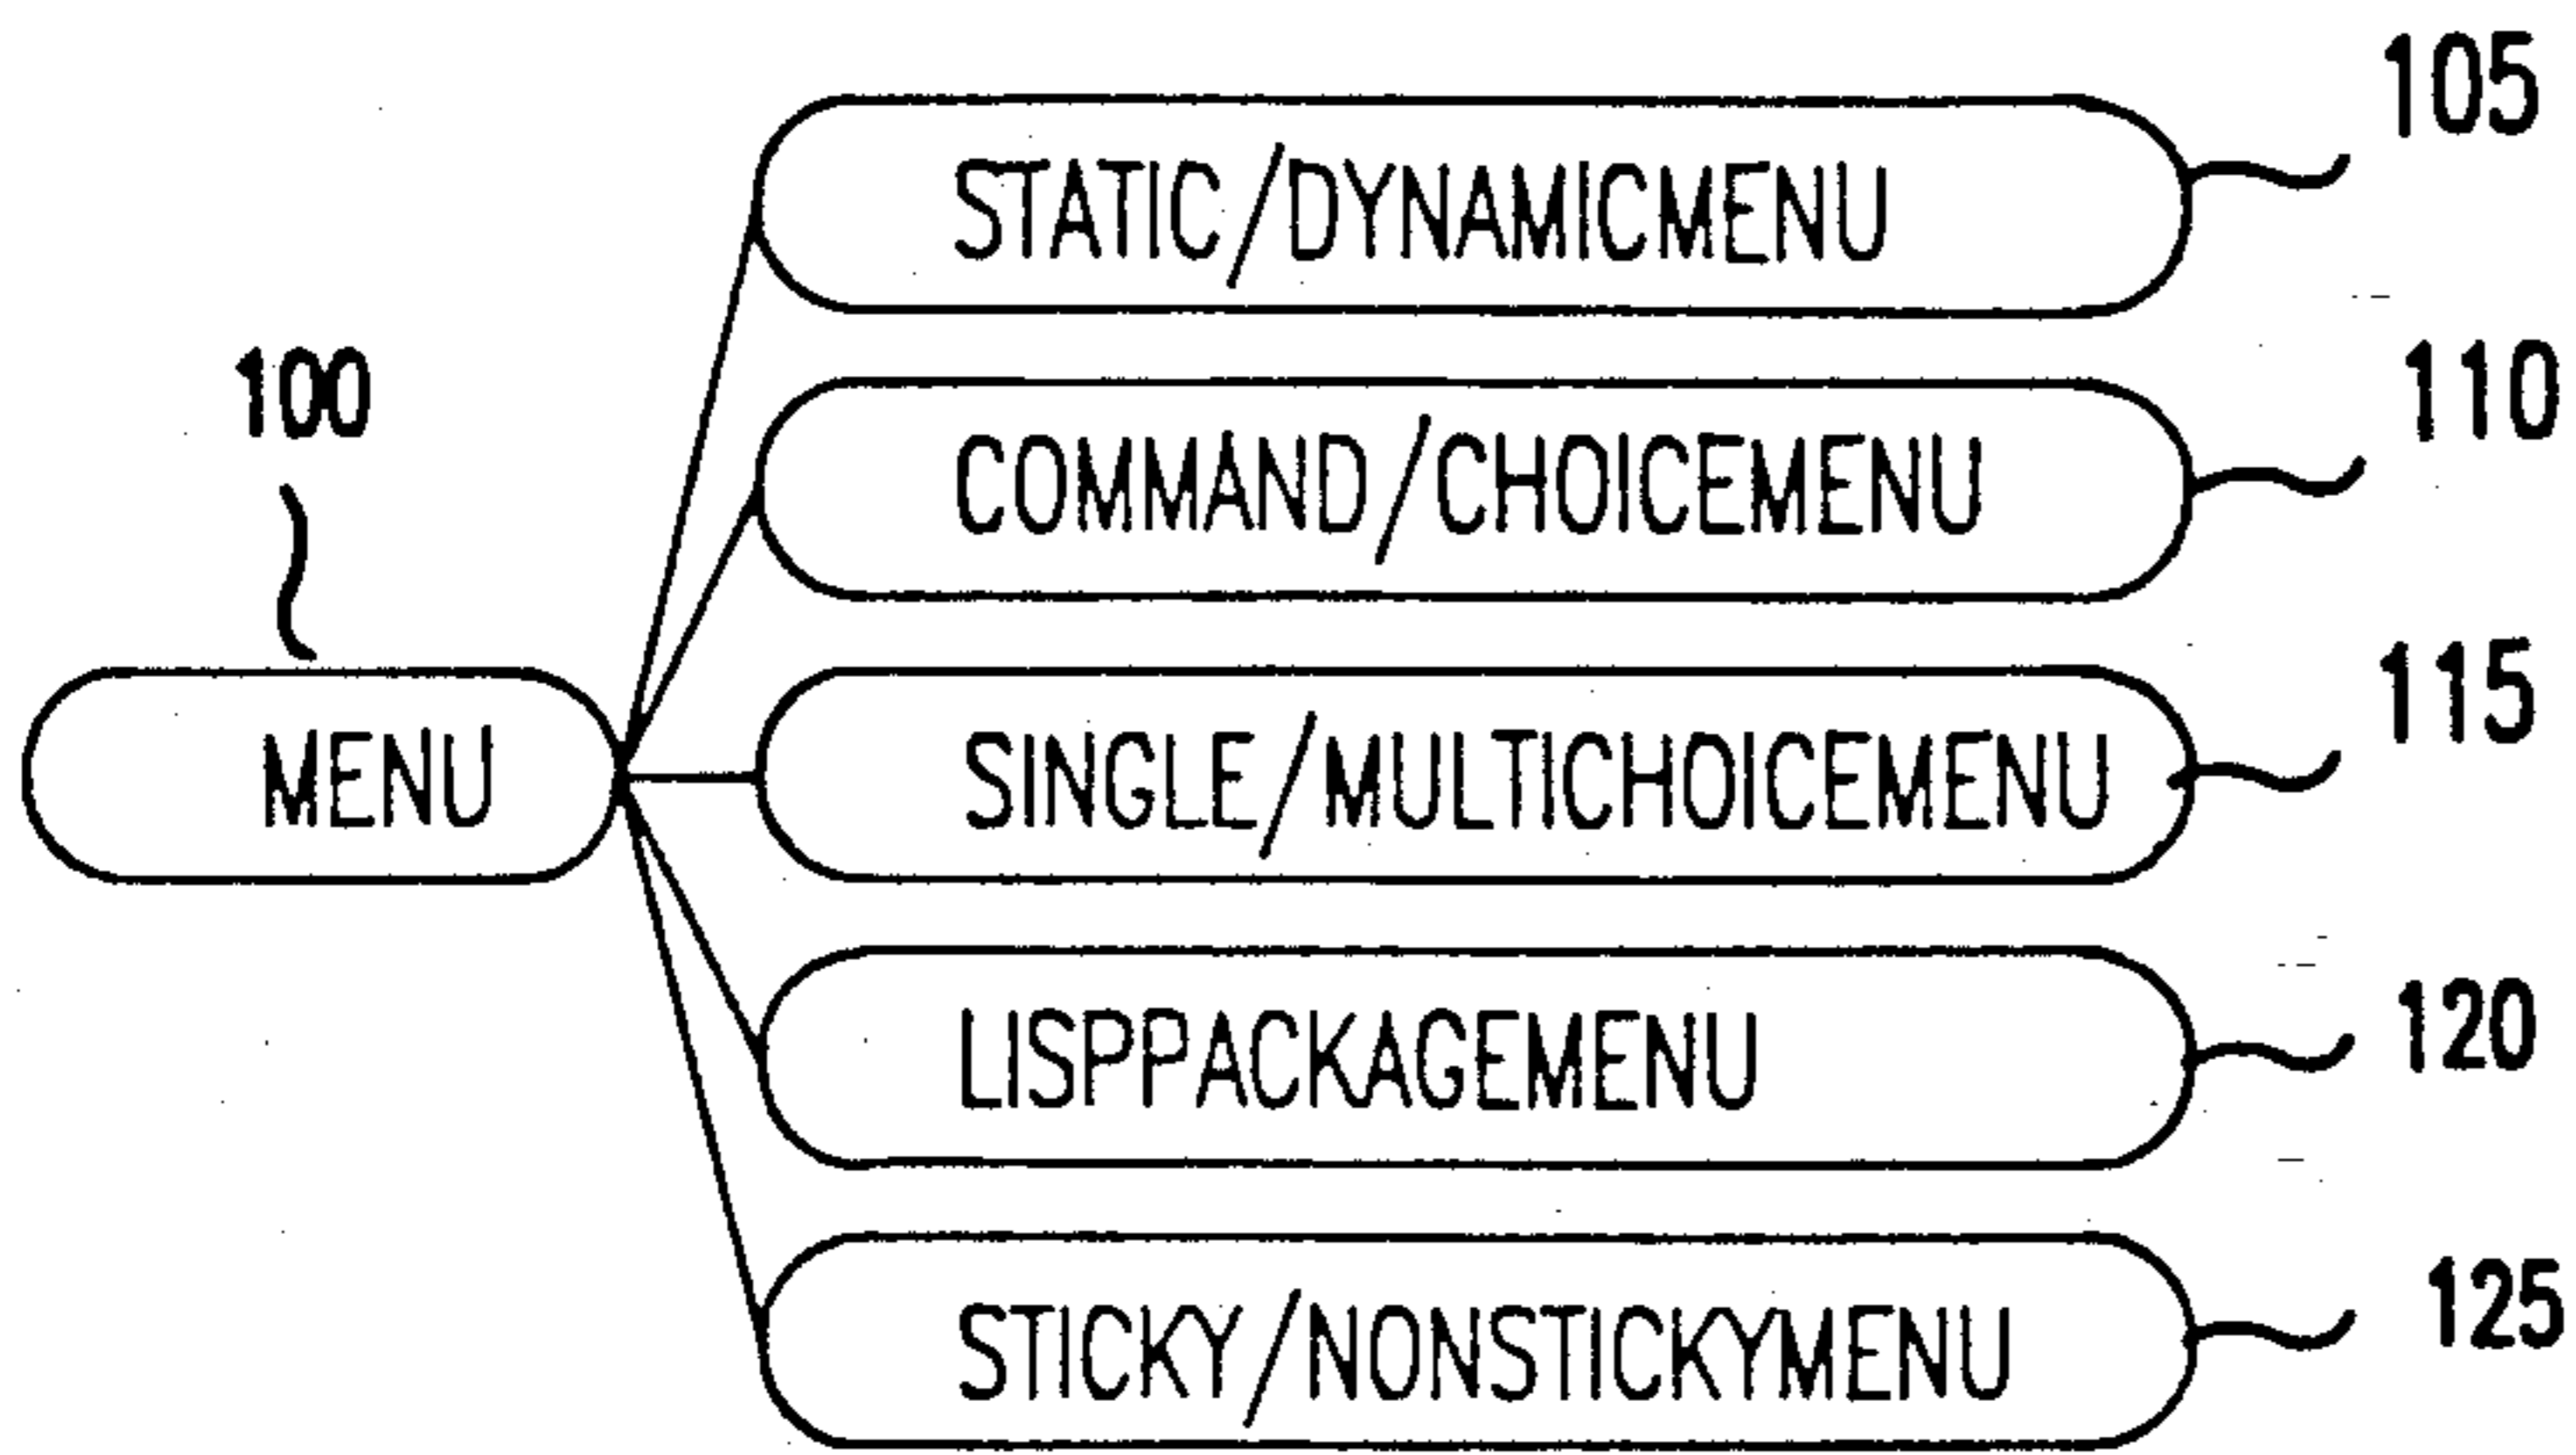 105
STATIC/DYNAMICMENU
110
100
COMMAND/CHOICEMENU
115
MENU
SINGLE/MULTICHOICEMENU
120
LISPPACKAGEMENU
125
STICKY/NONSTICKYMENU